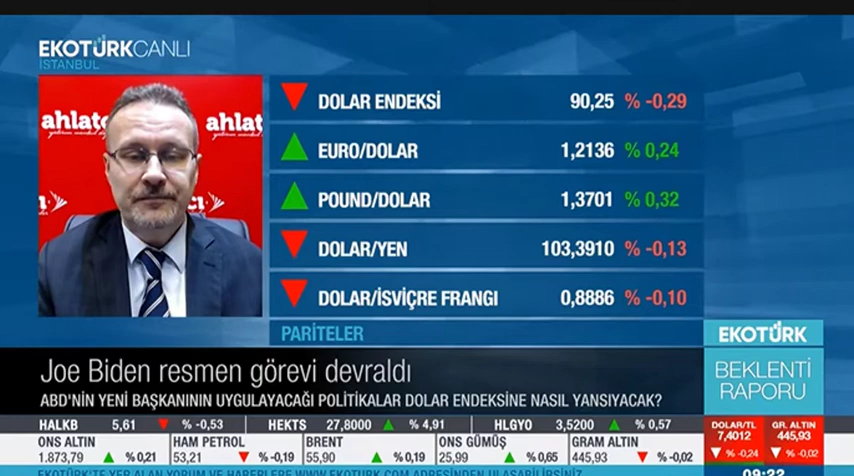 EKOTÜRK CANLI
İSTANBUL
DOLAR ENDEKSİ 90,25 % -0,29
EURO/DOLAR 1,2136 % 0,24
POUND/DOLAR 1,3701 % 0,32
DOLAR/YEN 103,3910 % -0,13
DOLAR/İSVİÇRE FRANGI 0,8886 % -0,10
PARİTELER
EKOTÜRK
BEKLENTİ
RAPORU
Joe Biden resmen görevi devraldı
ABD'NİN YENİ BAŞKANININ UYGULAYACAĞI POLİTİKALAR DOLAR ENDEKSİNE NASIL YANSIYACAK?
HALKB 5,61 % -0,53 HEKTS 27,8000 % 4,91 HLGYO 3,5200 % 0,57
DOLAR/TL GR. ALTIN
7,4012 445,93
% -0,24 % -0,02
ONS ALTIN HAM PETROL BRENT ONS GÜMÜŞ GRAM ALTIN
1.873,79 % 0,21 53,21 % -0,19 55,90 % 0,19 25,99 % 0,65 445,93 % -0,02